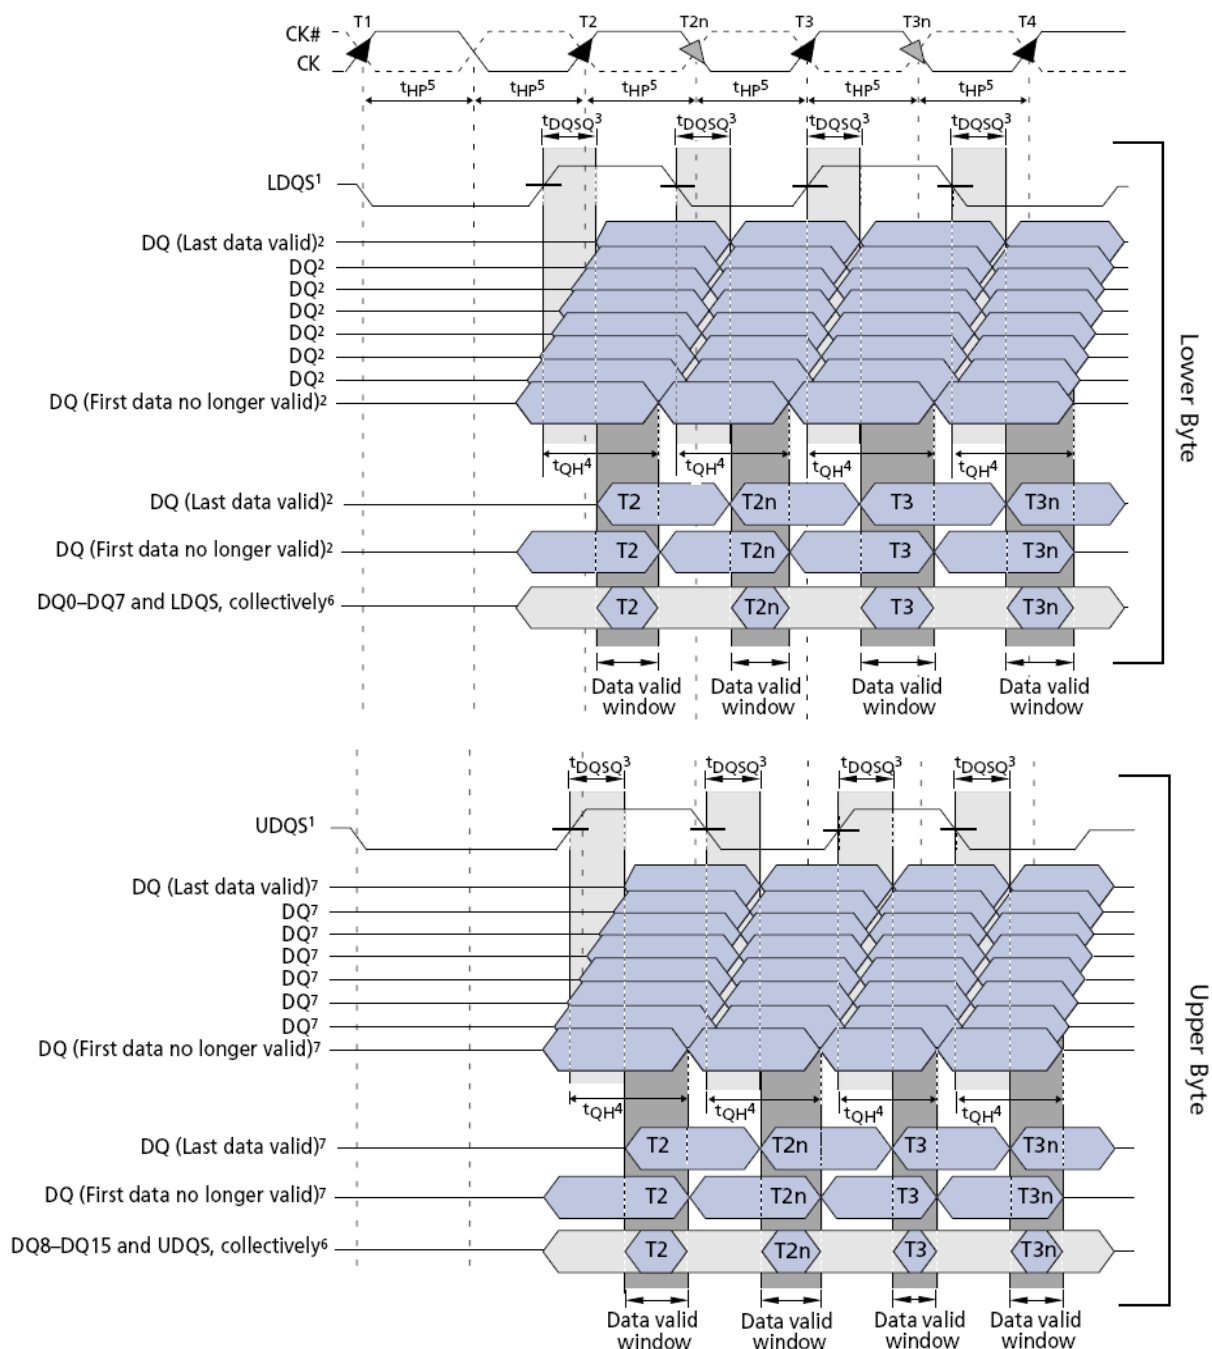 T1 T2 T2n T3 T3n T4
CK#
CK
tHP5 tHP5 tHP5 tHP5 tHP5 tHP5
tDQSQ3 tDQSQ3 tDQSQ3 tDQSQ3
LDQS1
DQ (Last data valid)2
DQ2
DQ2
DQ2
DQ2
DQ2
DQ2
DQ (First data no longer valid)2
tQH4 tQH4 tQH4 tQH4
DQ (Last data valid)2 T2 T2n T3 T3n
DQ (First data no longer valid)2 T2 T2n T3 T3n
DQ0–DQ7 and LDQS, collectively6 T2 T2n T3 T3n
Data valid window
Data valid window
Data valid window
Data valid window
Lower Byte
tDQSQ3 tDQSQ3 tDQSQ3 tDQSQ3
UDQS1
DQ (Last data valid)7
DQ7
DQ7
DQ7
DQ7
DQ7
DQ7
DQ (First data no longer valid)7
tQH4 tQH4 tQH4 tQH4
DQ (Last data valid)7 T2 T2n T3 T3n
DQ (First data no longer valid)7 T2 T2n T3 T3n
DQ8–DQ15 and UDQS, collectively6 T2 T2n T3 T3n
Data valid window
Data valid window
Data valid window
Data valid window
Upper Byte